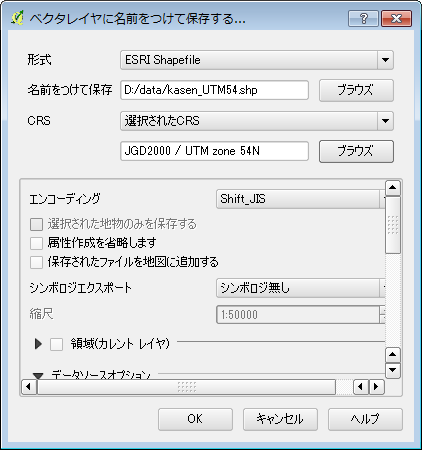 ベクタレイヤに名前をつけて保存する...
形式 ESRI Shapefile
名前をつけて保存 D:/data/kasen_UTM54.shp ブラウズ
CRS 選択されたCRS
JGD2000 / UTM zone 54N ブラウズ
エンコーディング Shift_JIS
選択された地物のみを保存する
属性作成を省略します
保存されたファイルを地図に追加する
シンボロジエクスポート シンボロジ無し
縮尺 1:50000
領域(カレント レイヤ)
データソースオプション
OK キャンセル ヘルプ